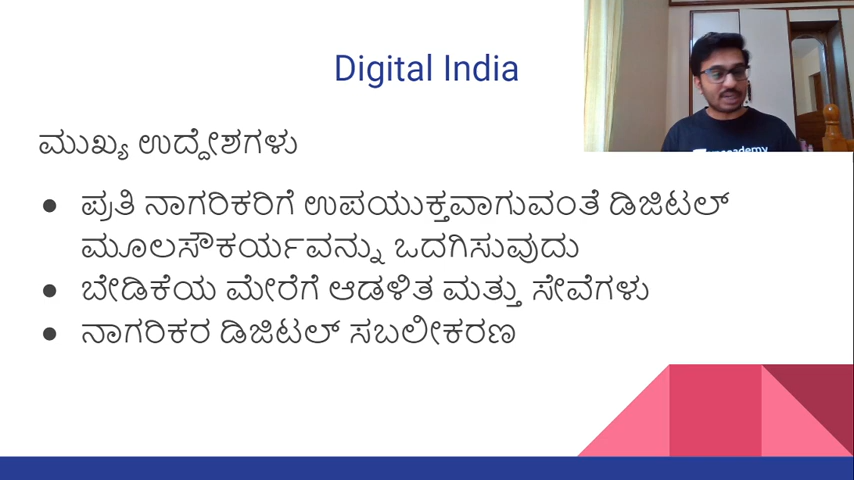 Digital India
ಮುಖ್ಯ ಉದ್ದೇಶಗಳು
● ಪ್ರತಿ ನಾಗರಿಕರಿಗೆ ಉಪಯುಕ್ತವಾಗುವಂತೆ ಡಿಜಿಟಲ್
ಮೂಲಸೌಕರ್ಯವನ್ನು ಒದಗಿಸುವುದು
● ಬೇಡಿಕೆಯ ಮೇರೆಗೆ ಆಡಳಿತ ಮತ್ತು ಸೇವೆಗಳು
● ನಾಗರಿಕರ ಡಿಜಿಟಲ್ ಸಬಲೀಕರಣ